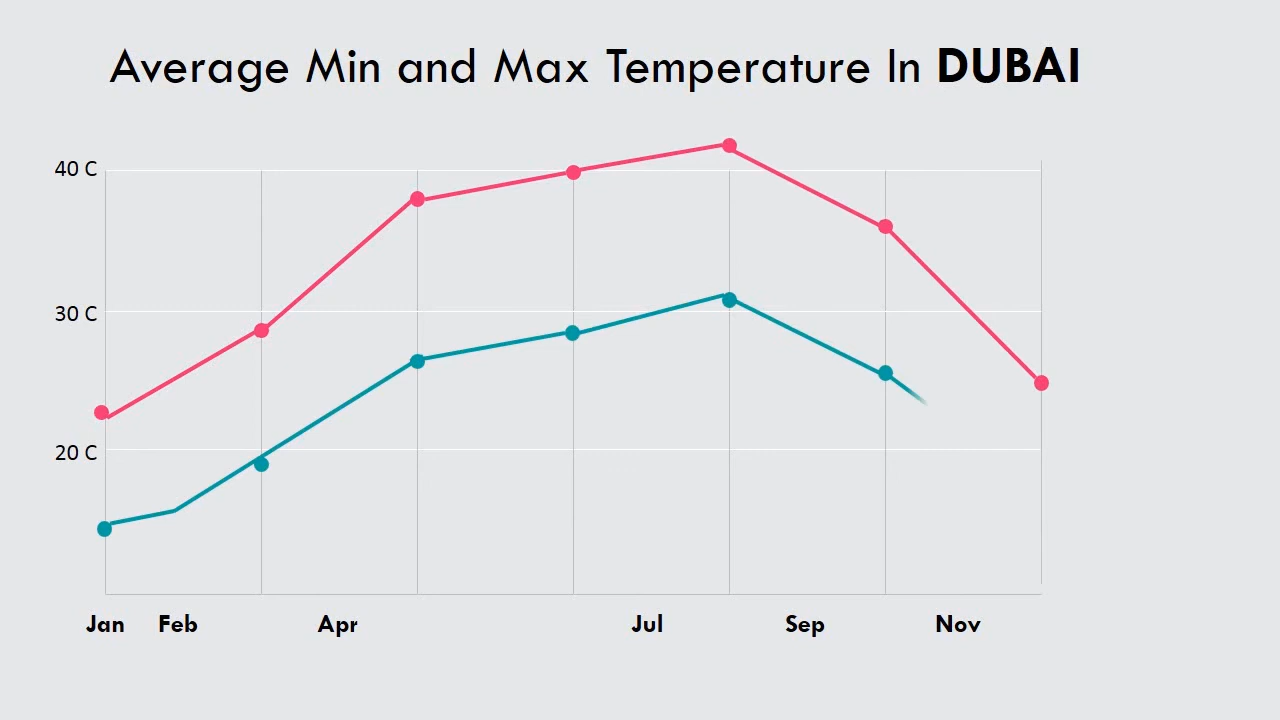 Average Min and Max Temperature In DUBAI
40 C
30 C
20 C
Jan Feb Apr Jul Sep Nov